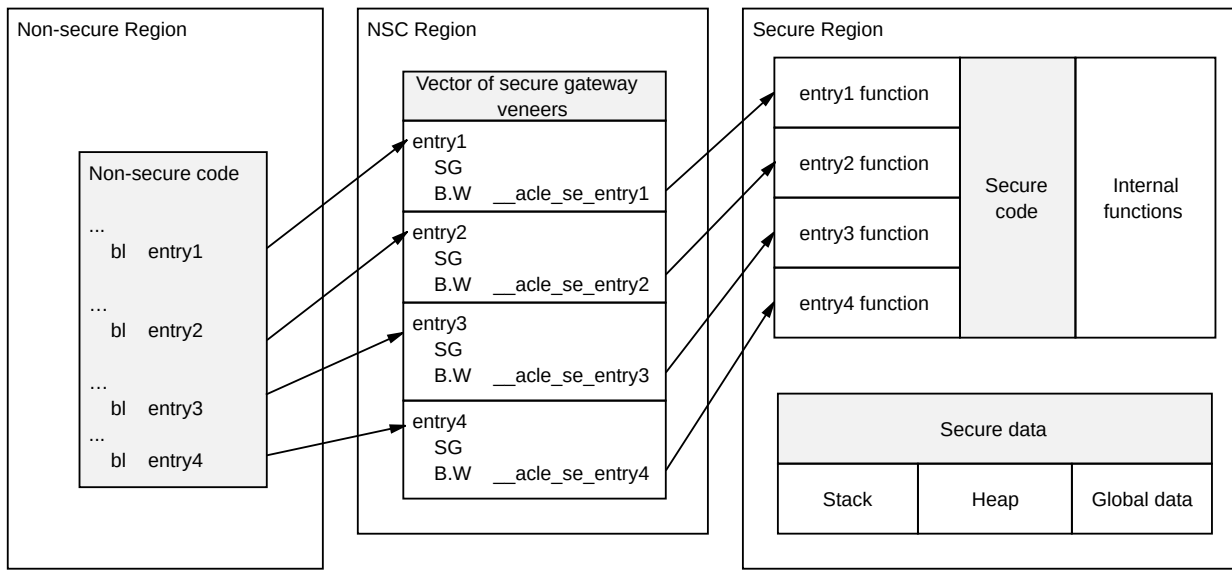 Non-secure Region
Non-secure code
...
bl entry1
...
bl entry2
...
bl entry3
...
bl entry4
NSC Region
Vector of secure gateway
veneers
entry1
SG
B.W __acle_se_entry1
entry2
SG
B.W __acle_se_entry2
entry3
SG
B.W __acle_se_entry3
entry4
SG
B.W __acle_se_entry4
Secure Region
entry1 function
entry2 function
entry3 function
entry4 function
Secure
code
Internal
functions
Secure data
Stack
Heap
Global data